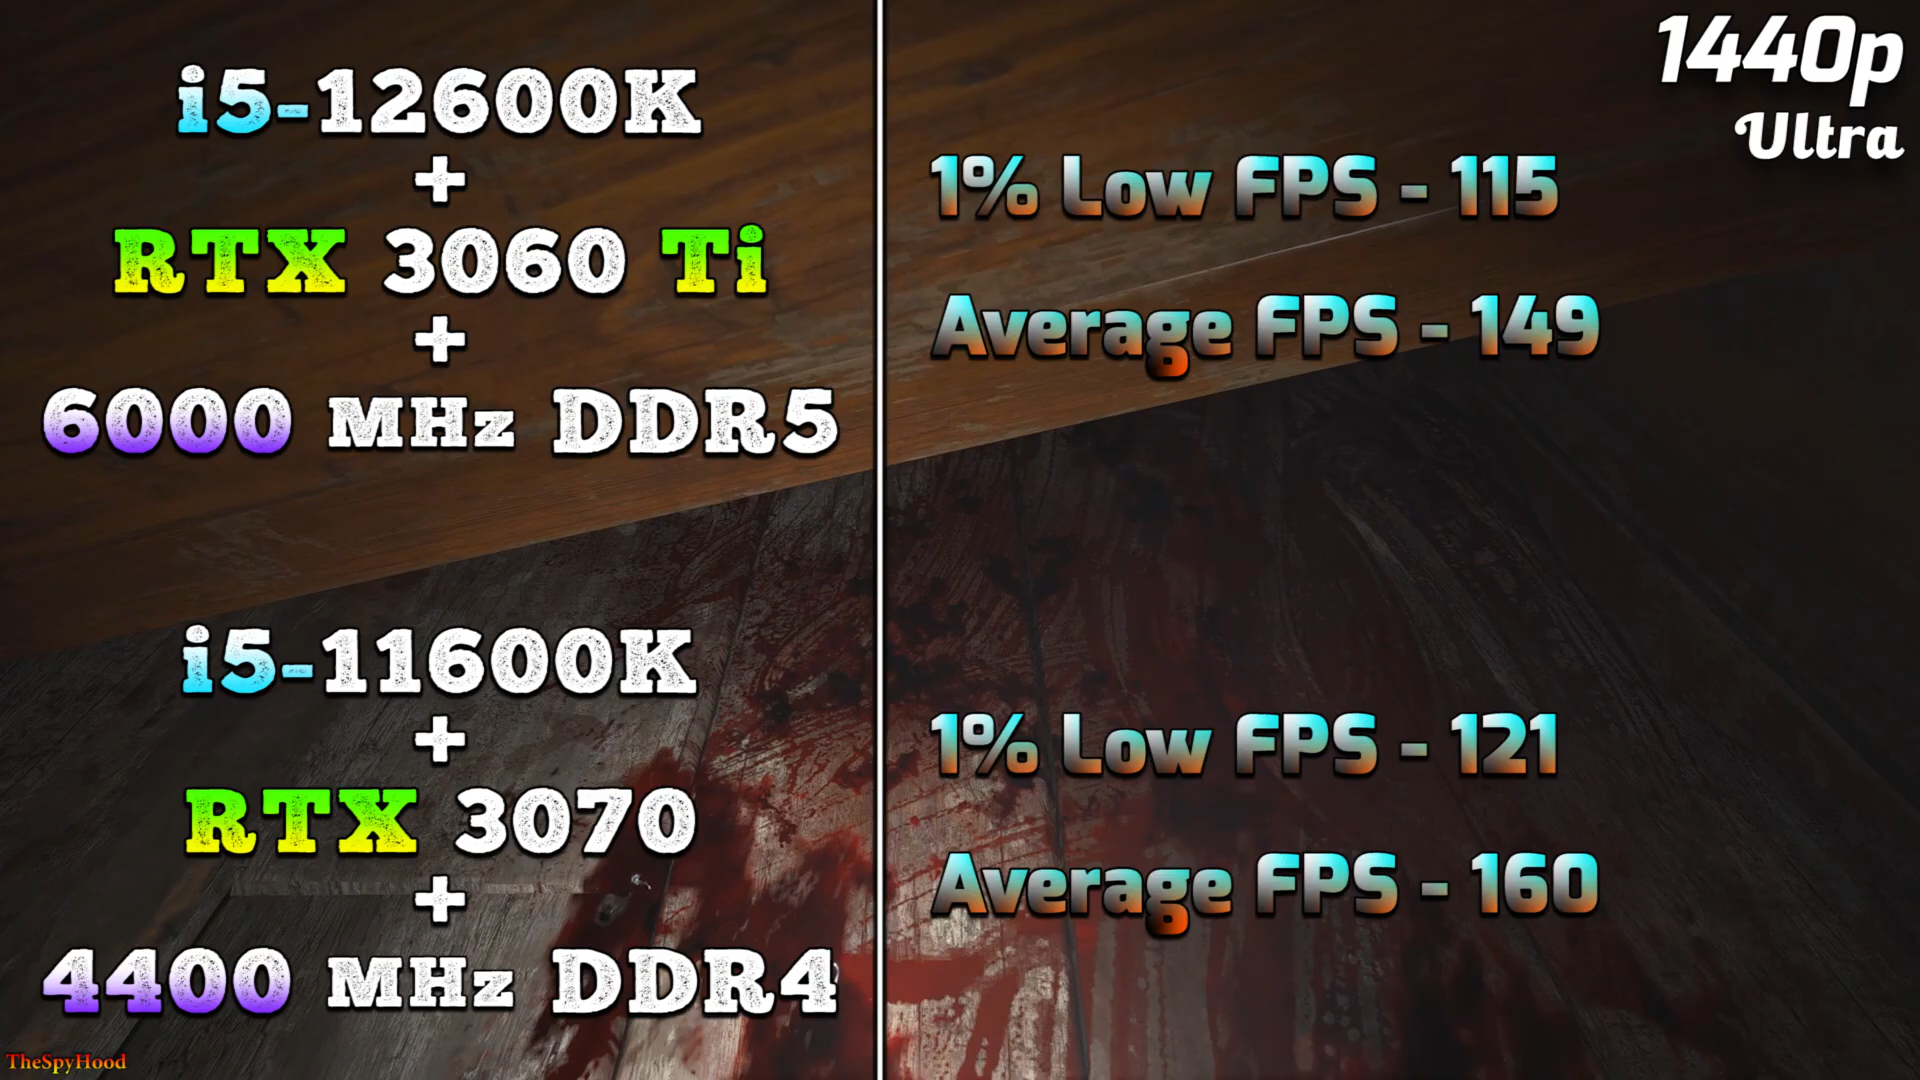 i5-12600K
+
RTX 3060 Ti
+
6000 MHz DDR5
1440p
Ultra
1% Low FPS - 115
Average FPS - 149
i5-11600K
+
RTX 3070
+
4400 MHz DDR4
1% Low FPS - 121
Average FPS - 160
TheSpyHood